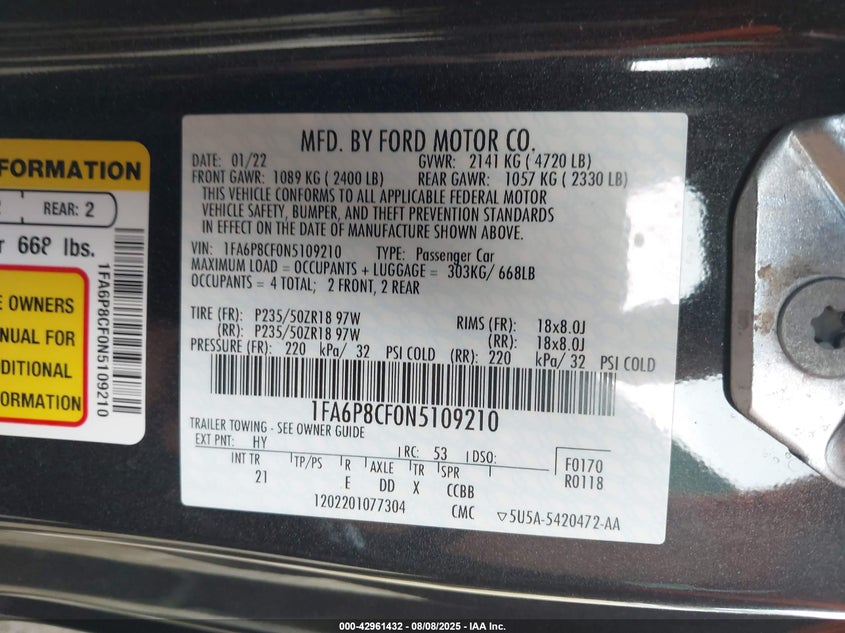 FORMATION
REAR: 2
668 lbs.
E OWNERS
NUAL FOR
DITIONAL
ORMATION
1FA6P8CF0N5109210
MFD. BY FORD MOTOR CO.
DATE: 01/22 GVWR: 2141 KG ( 4720 LB)
FRONT GAWR: 1089 KG ( 2400 LB) REAR GAWR: 1057 KG ( 2330 LB)
THIS VEHICLE CONFORMS TO ALL APPLICABLE FEDERAL MOTOR
VEHICLE SAFETY, BUMPER, AND THEFT PREVENTION STANDARDS
IN EFFECT ON THE DATE OF MANUFACTURE SHOWN ABOVE.
VIN: 1FA6P8CF0N5109210 TYPE: Passenger Car
MAXIMUM LOAD = OCCUPANTS + LUGGAGE = 303KG/ 668LB
OCCUPANTS = 4 TOTAL; 2 FRONT, 2 REAR
TIRE (FR): P235/50ZR18 97W RIMS (FR): 18x8.0J
(RR): P235/50ZR18 97W (RR): 18x8.0J
PRESSURE (FR): 220 kPa/ 32 PSI COLD (RR): 220 kPa/ 32 PSI COLD
1FA6P8CF0N5109210
TRAILER TOWING - SEE OWNER GUIDE
EXT PNT: HY RC: 53 DSO: F0170
R0118
INT TR TP/PS R AXLE TR SPR
21 E DD X CCBB
1202201077304 CMC ▽5U5A-5420472-AA
000-42961432 - 08/08/2025 - IAA Inc.